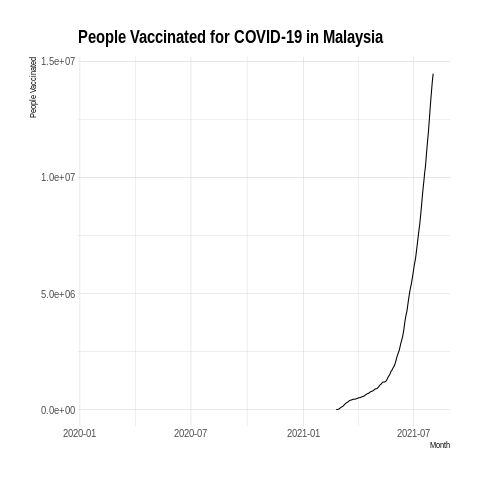 People Vaccinated for COVID-19 in Malaysia
People Vaccinated
1.5e+07
1.0e+07
5.0e+06
0.0e+00
2020-01 2020-07 2021-01 2021-07
Month